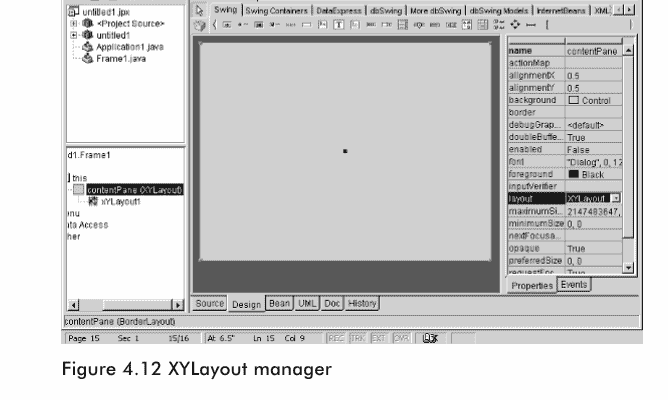 untitled1.jpx
<Project Source>
untitled1
Application1.java
Frame1.java
Swing Swing Containers DataExpress dbSwing More dbSwing dbSwing Models InternetBeans XML
name contentPane
actionMap
alignmentX 0.5
alignmentY 0.5
background Control
border
debugGrap... <default>
doubleBuffe... True
enabled False
font "Dialog", 0, 12
foreground Black
inputVerifier
layout XYLayout
maximumSi... 2147483647,
minimumSize 0, 0
nextFocusa...
opaque True
preferredSize 0, 0
requestFoc... True
Properties Events
d1.Frame1
this
contentPane (XYLayout)
xYLayout1
nu
ta Access
her
Source Design Bean UML Doc History
contentPane (BorderLayout)
Page 15 Sec 1 15/16 At 6.5" Ln 15 Col 9 REC TRK EXT OVR
Figure 4.12 XYLayout manager